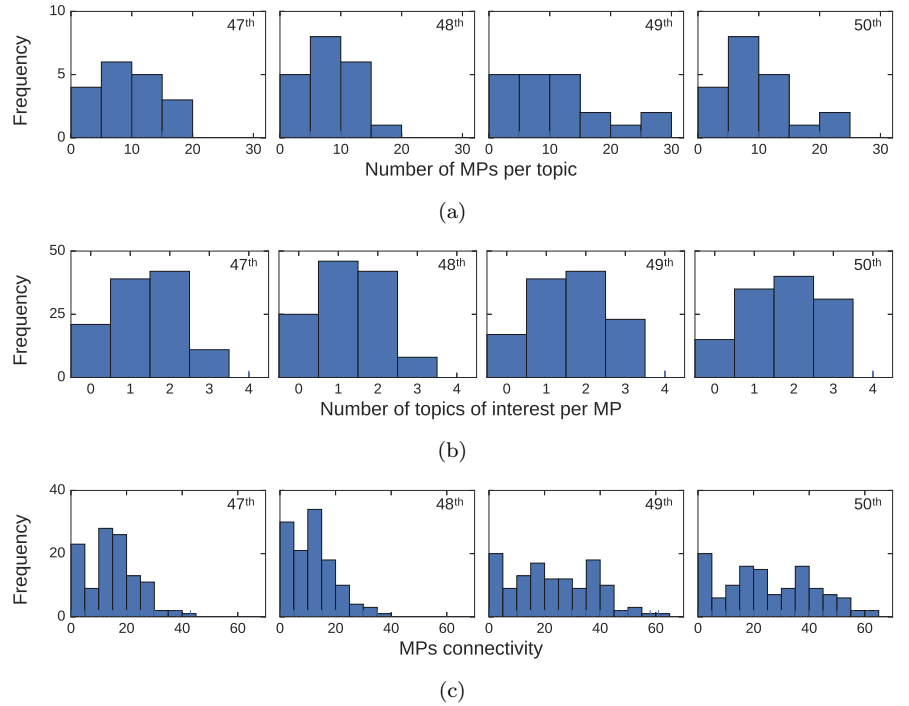 10
5
0
Frequency
47th
48th
49th
50th
0 10 20 30
0 10 20 30
0 10 20 30
0 10 20 30
Number of MPs per topic
(a)
50
25
0
Frequency
47th
48th
49th
50th
0 1 2 3 4
0 1 2 3 4
0 1 2 3 4
0 1 2 3 4
Number of topics of interest per MP
(b)
40
20
0
Frequency
47th
48th
49th
50th
0 20 40 60
0 20 40 60
0 20 40 60
0 20 40 60
MPs connectivity
(c)